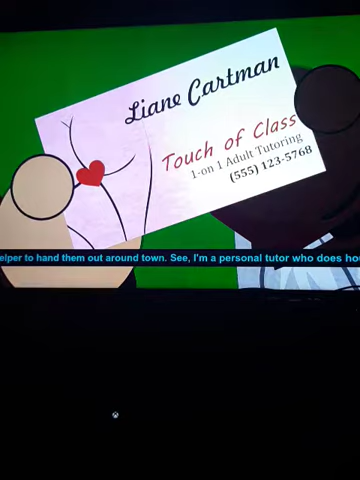 Liane Cartman
Touch of Class
1-on 1 Adult Tutoring
(555) 123-5768
elper to hand them out around town. See, I'm a personal tutor who does ho